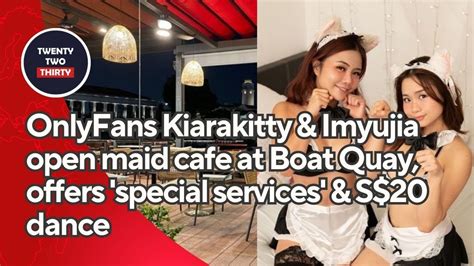 TWENTY
TWO
THIRTY
OnlyFans Kiarakitty & Imyujia
open maid cafe at Boat Quay,
offers 'special services' & S$20
dance